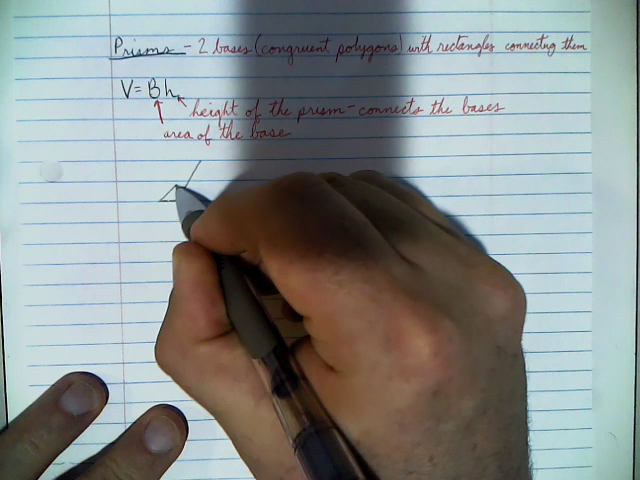 Prisms - 2 bases (congruent polygons) with rectangles connecting them
V = Bh
height of the prism - connects the bases
area of the base